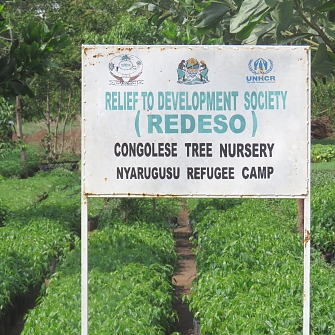 UNHCR
RELIEF TO DEVELOPMENT SOCIETY
(REDESO)
CONGOLESE TREE NURSERY
NYARUGUSU REFUGEE CAMP